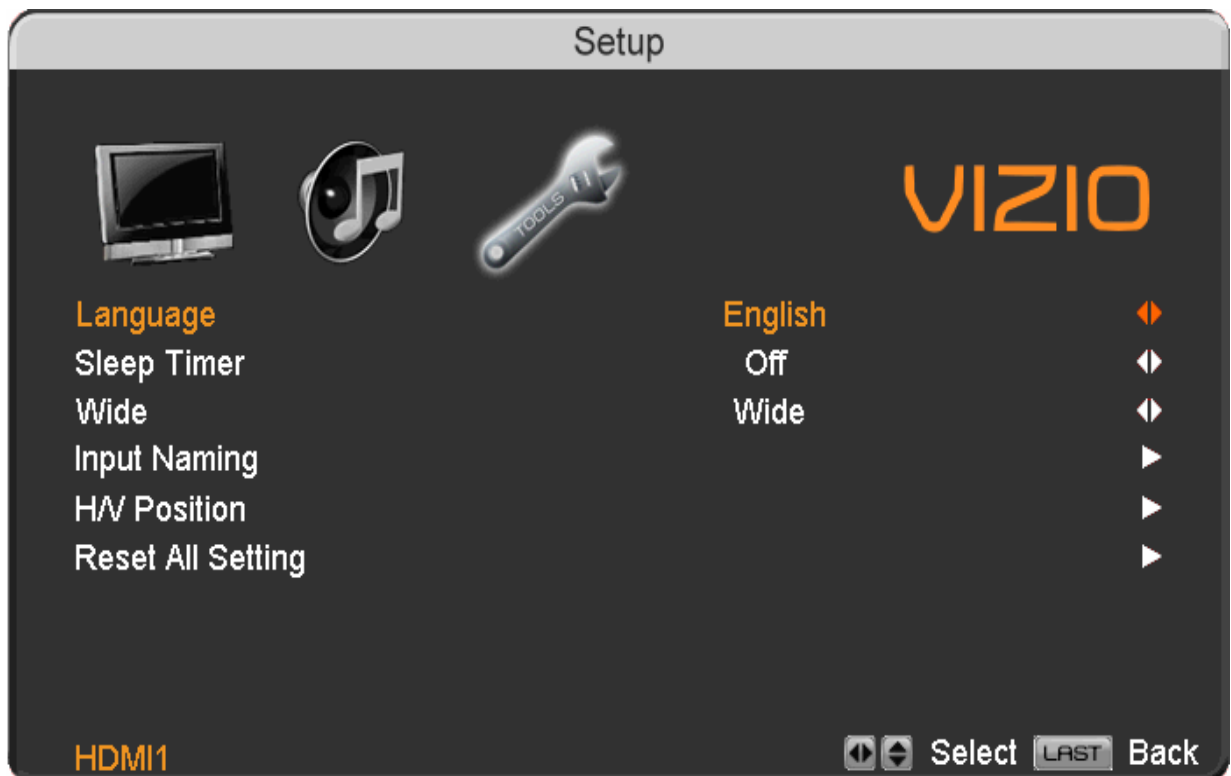 Setup
TOOLS
VIZIO
Language English
Sleep Timer Off
Wide Wide
Input Naming
H/V Position
Reset All Setting
HDMI1 Select LAST Back